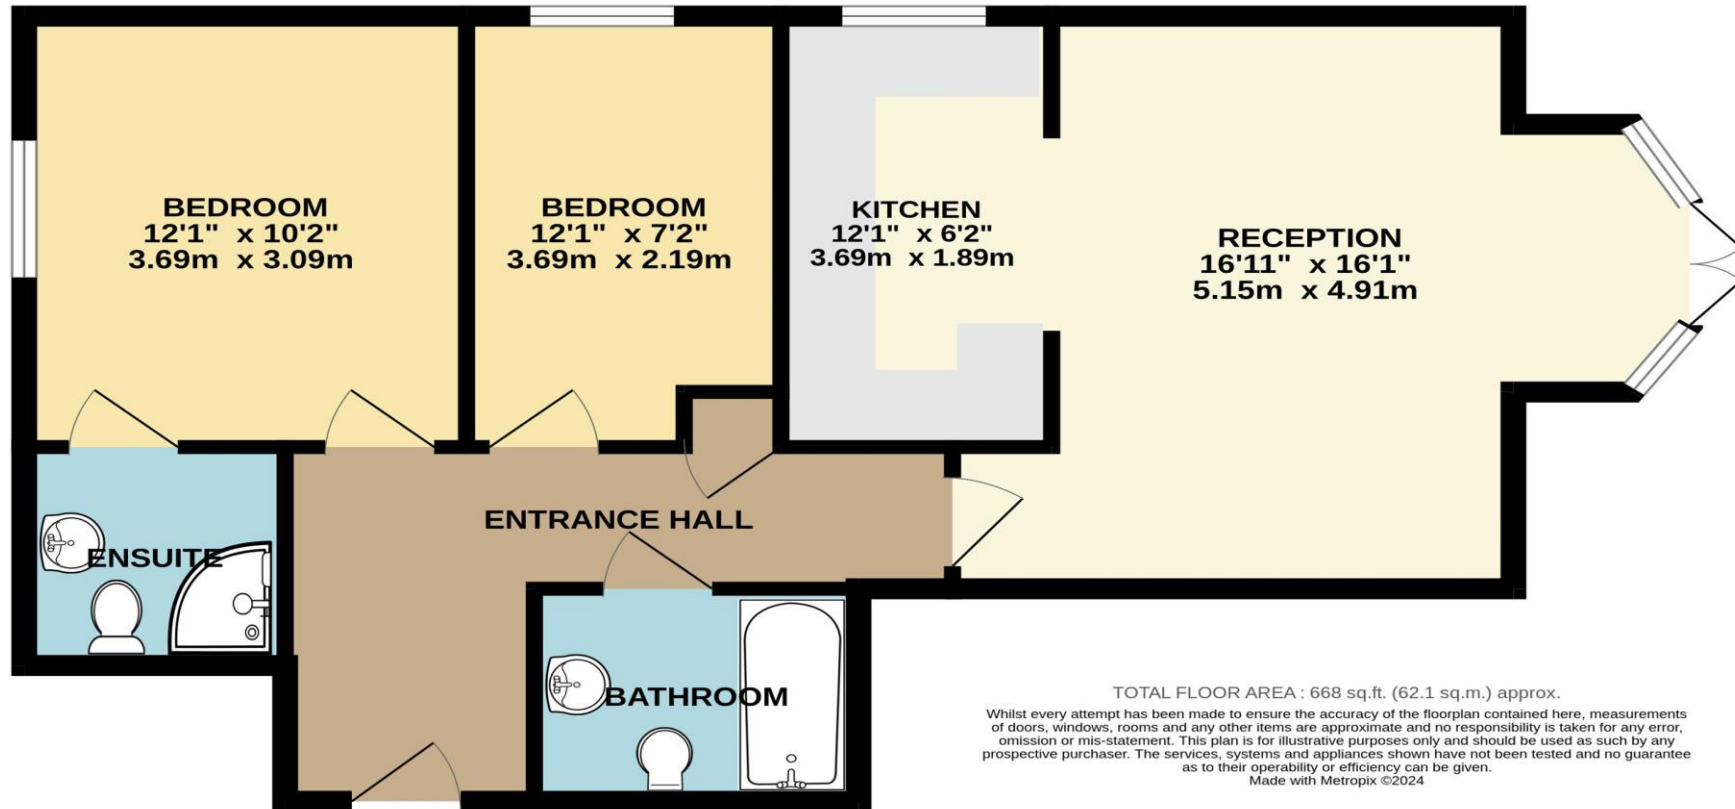 BEDROOM
12'1" x 10'2"
3.69m x 3.09m
BEDROOM
12'1" x 7'2"
3.69m x 2.19m
KITCHEN
12'1" x 6'2"
3.69m x 1.89m
RECEPTION
16'11" x 16'1"
5.15m x 4.91m
ENTRANCE HALL
ENSUITE
BATHROOM
TOTAL FLOOR AREA : 668 sq.ft. (62.1 sq.m.) approx.
Whilst every attempt has been made to ensure the accuracy of the floorplan contained here, measurements
of doors, windows, rooms and any other items are approximate and no responsibility is taken for any error,
omission or mis-statement. This plan is for illustrative purposes only and should be used as such by any
prospective purchaser. The services, systems and appliances shown have not been tested and no guarantee
as to their operability or efficiency can be given.
Made with Metropix ©2024